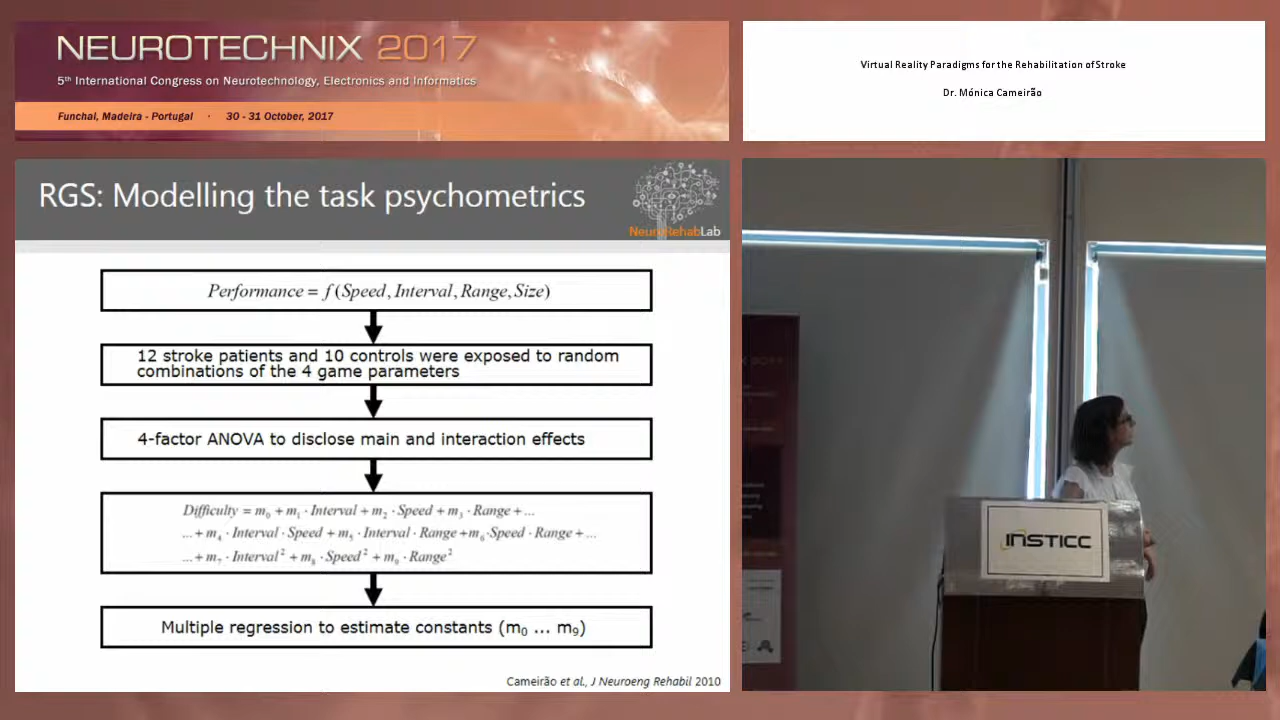 NEUROTECHNIX 2017
5th International Congress on Neurotechnology, Electronics and Informatics
Funchal, Madeira - Portugal · 30 - 31 October, 2017
Virtual Reality Paradigms for the Rehabilitation of Stroke
Dr. Mónica Cameirão
RGS: Modelling the task psychometrics
NeuroRehabLab
Performance = f(Speed, Interval, Range, Size)
12 stroke patients and 10 controls were exposed to random
combinations of the 4 game parameters
4-factor ANOVA to disclose main and interaction effects
Difficulty = m₀ + m₁ · Interval + m₂ · Speed + m₃ · Range + ...
... + m₄ · Interval · Speed + m₅ · Interval · Range + m₆ · Speed · Range + ...
... + m₇ · Interval² + m₈ · Speed² + m₉ · Range²
Multiple regression to estimate constants (m₀ ... m₉)
Cameirão et al., J Neuroeng Rehabil 2010
INSTICC